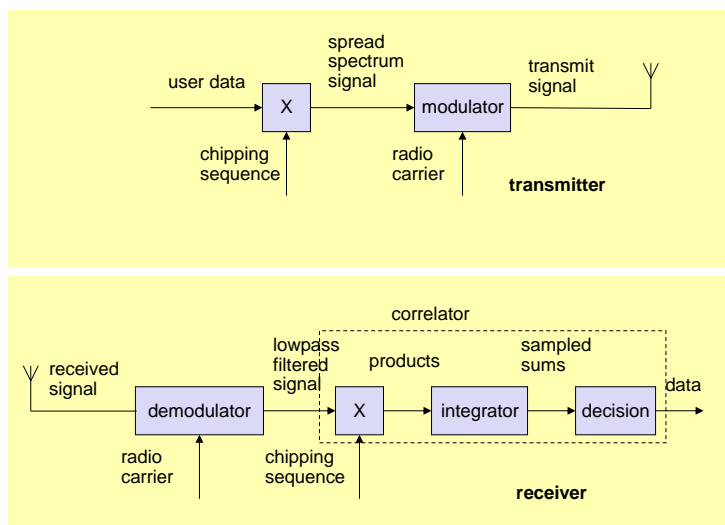 spread
spectrum
signal
user data
X
modulator
transmit
signal
chipping
sequence
radio
carrier
transmitter
correlator
received
signal
lowpass
filtered
signal
products
sampled
sums
data
demodulator
X
integrator
decision
radio
carrier
chipping
sequence
receiver